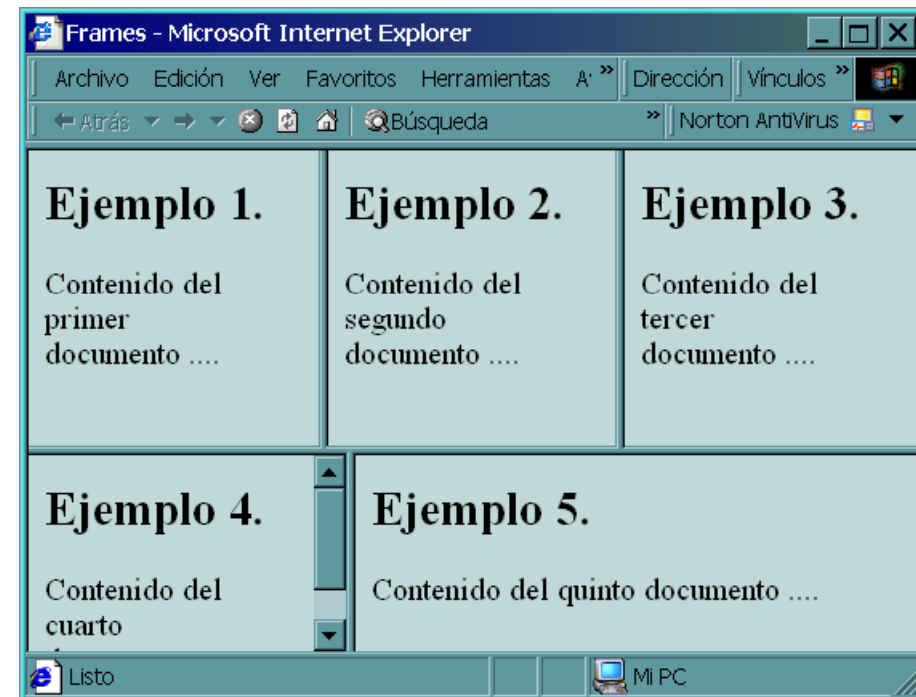 Frames - Microsoft Internet Explorer
Archivo Edición Ver Favoritos Herramientas A » Dirección Vínculos »
Atrás Búsqueda » Norton AntiVirus
Ejemplo 1.
Contenido del
primer
documento ....
Ejemplo 2.
Contenido del
segundo
documento ....
Ejemplo 3.
Contenido del
tercer
documento ....
Ejemplo 4.
Contenido del
cuarto
Ejemplo 5.
Contenido del quinto documento ....
Listo Mi PC